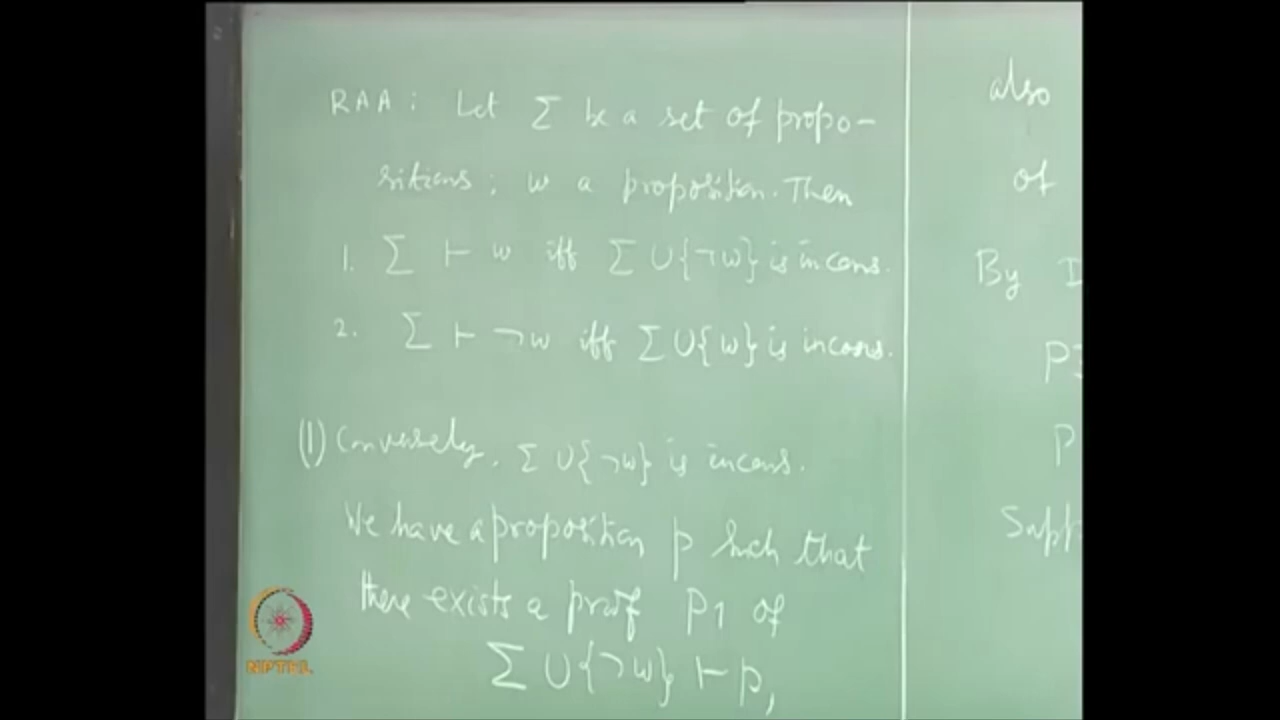 RAA : Let Σ be a set of propo-
sitions ; w a proposition. Then
1. Σ ⊢ w iff Σ ∪{¬w} is incons.
2. Σ ⊢ ¬w iff Σ ∪{w} is incons.
(1) Conversely, Σ ∪{¬w} is incons.
We have a proposition p such that
there exists a proof P1 of
Σ ∪{¬w} ⊢ p,
also
of
By
P
Supp
NPTEL